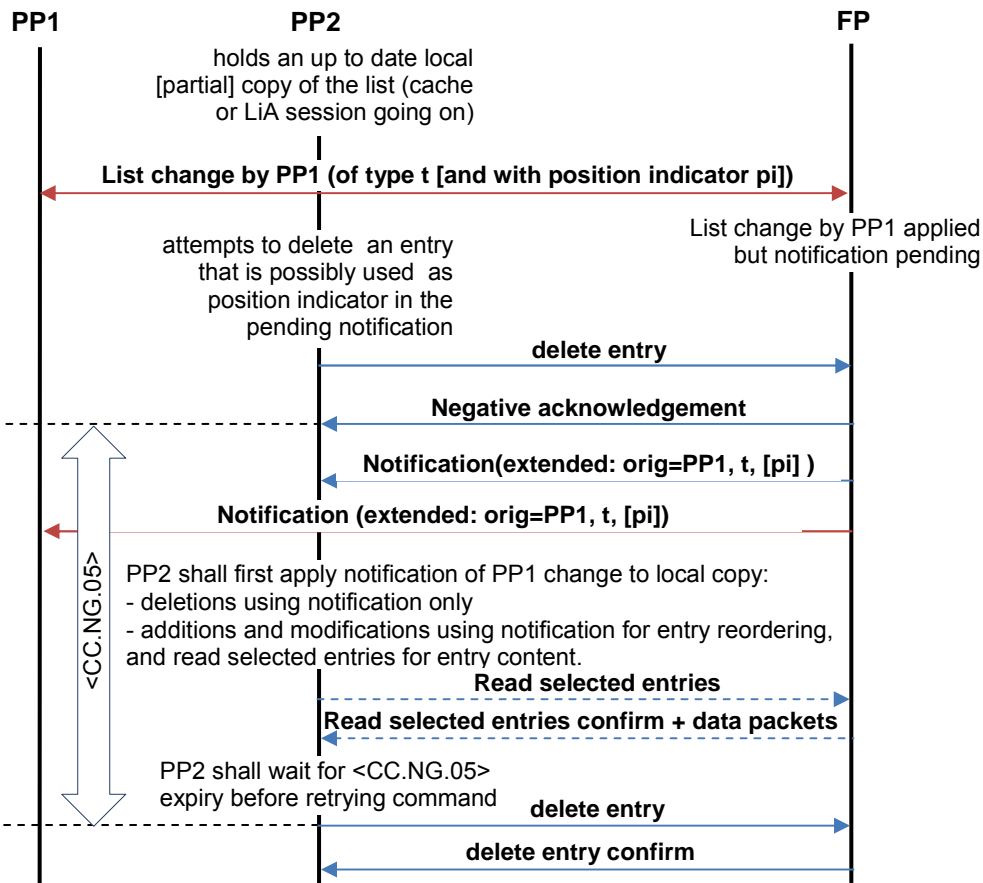 PP1
PP2
FP
holds an up to date local
[partial] copy of the list (cache
or LiA session going on)
List change by PP1 (of type t [and with position indicator pi])
List change by PP1 applied
but notification pending
attempts to delete an entry
that is possibly used as
position indicator in the
pending notification
delete entry
Negative acknowledgement
Notification(extended: orig=PP1, t, [pi] )
Notification (extended: orig=PP1, t, [pi])
<CC.NG.05>
PP2 shall first apply notification of PP1 change to local copy:
- deletions using notification only
- additions and modifications using notification for entry reordering,
and read selected entries for entry content.
Read selected entries
Read selected entries confirm + data packets
PP2 shall wait for <CC.NG.05>
expiry before retrying command
delete entry
delete entry confirm